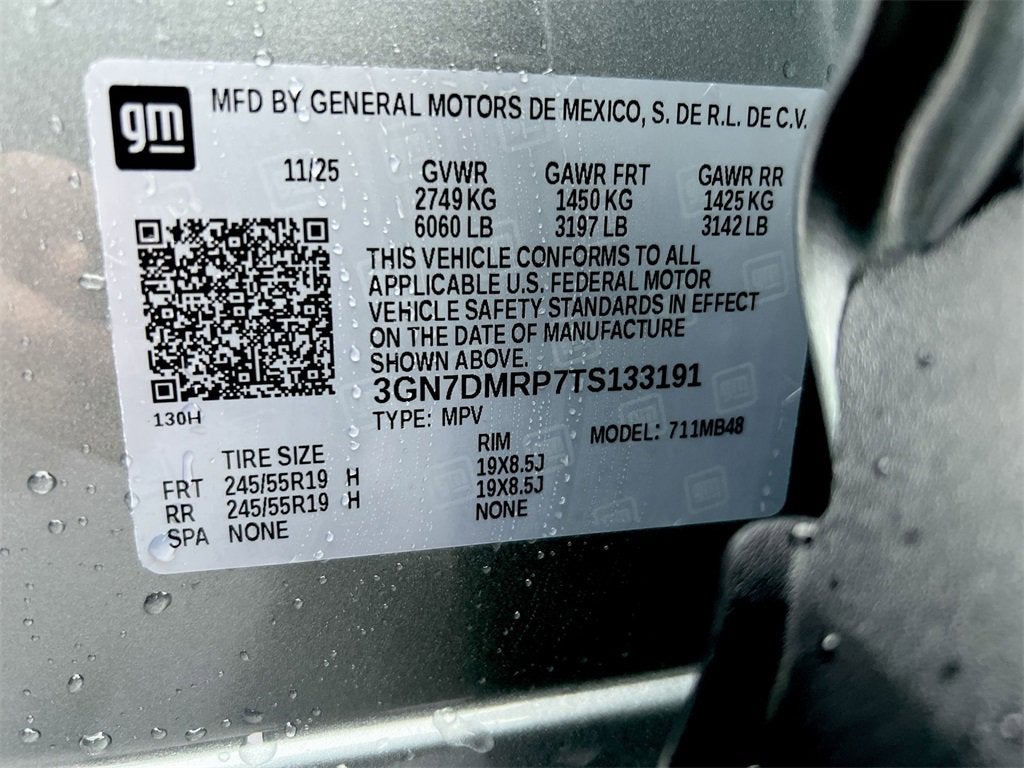 gm
MFD BY GENERAL MOTORS DE MEXICO, S. DE R.L. DE C.V.
11/25 GVWR GAWR FRT GAWR RR
2749 KG 1450 KG 1425 KG
6060 LB 3197 LB 3142 LB
THIS VEHICLE CONFORMS TO ALL
APPLICABLE U.S. FEDERAL MOTOR
VEHICLE SAFETY STANDARDS IN EFFECT
ON THE DATE OF MANUFACTURE
SHOWN ABOVE.
3GN7DMRP7TS133191
130H
TYPE: MPV MODEL: 711MB48
TIRE SIZE RIM
FRT 245/55R19 H 19X8.5J
RR 245/55R19 H 19X8.5J
SPA NONE NONE